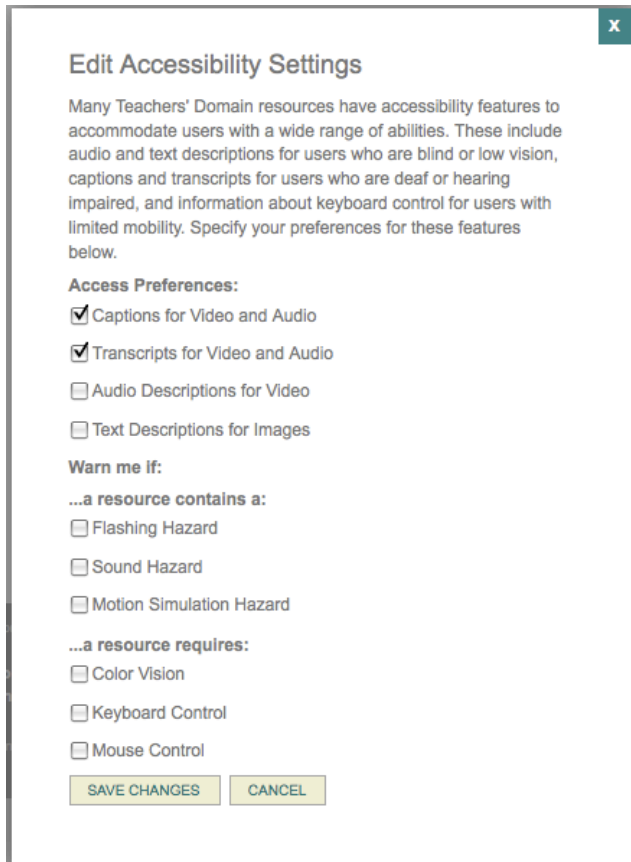 X
Edit Accessibility Settings
Many Teachers' Domain resources have accessibility features to
accommodate users with a wide range of abilities. These include
audio and text descriptions for users who are blind or low vision,
captions and transcripts for users who are deaf or hearing
impaired, and information about keyboard control for users with
limited mobility. Specify your preferences for these features
below.
Access Preferences:
Captions for Video and Audio
Transcripts for Video and Audio
Audio Descriptions for Video
Text Descriptions for Images
Warn me if:
...a resource contains a:
Flashing Hazard
Sound Hazard
Motion Simulation Hazard
...a resource requires:
Color Vision
Keyboard Control
Mouse Control
SAVE CHANGES CANCEL